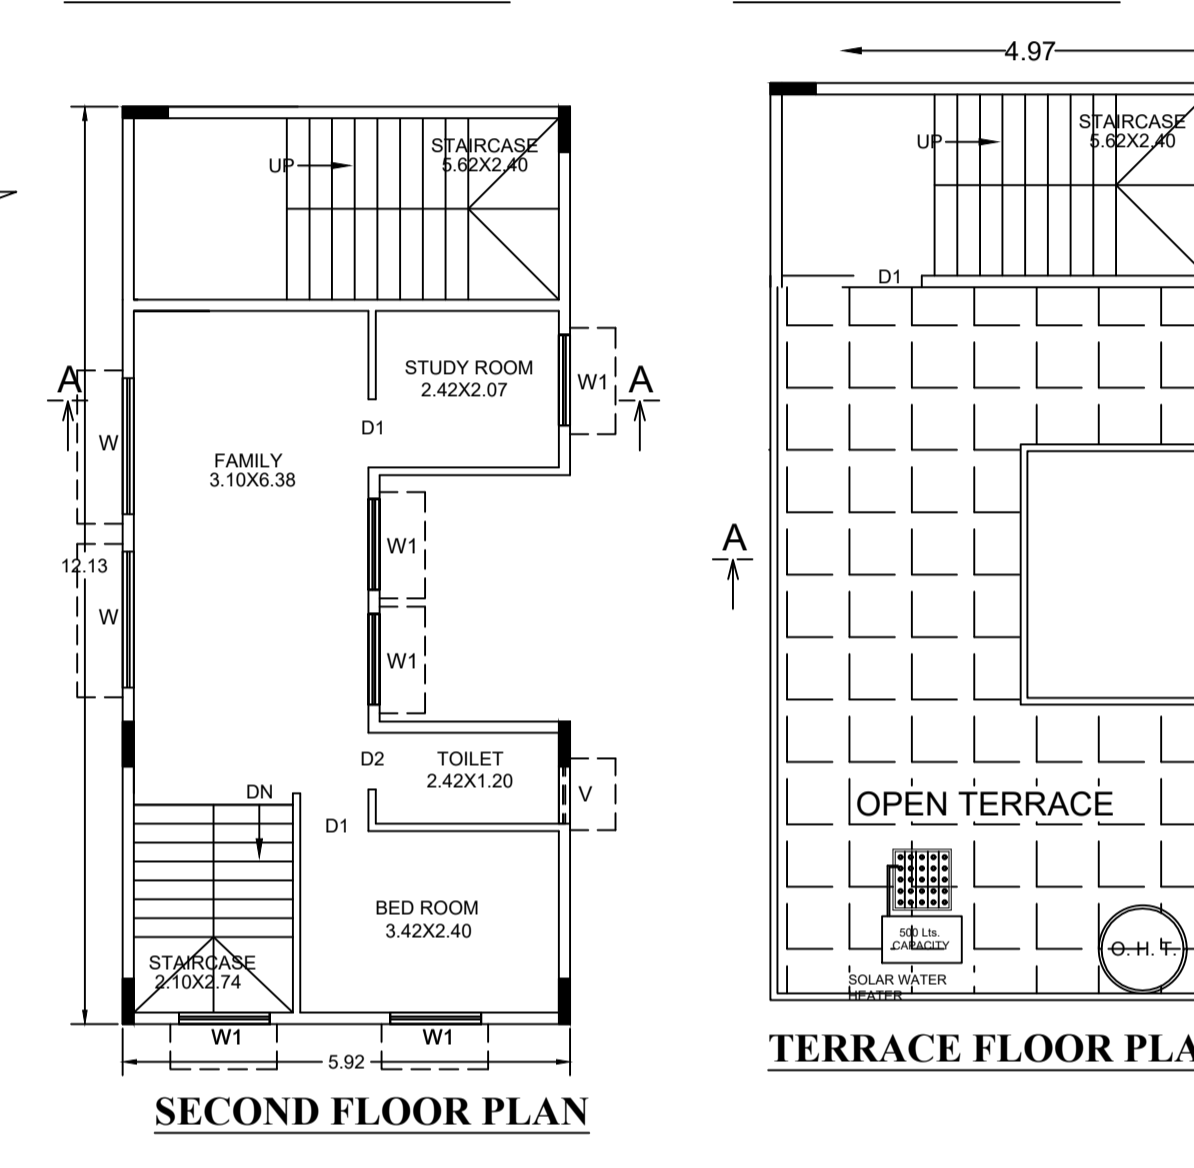 UP
STAIRCASE
5.62X2.40
STUDY ROOM
2.42X2.07
W1
A
A
D1
W
FAMILY
3.10X6.38
W1
12.13
W
W1
D2
TOILET
2.42X1.20
V
DN
D1
BED ROOM
3.42X2.40
STAIRCASE
2.10X2.74
W1
W1
5.92
SECOND FLOOR PLAN
4.97
UP
STAIRCASE
5.62X2.40
D1
A
OPEN TERRACE
500 Lts.
CAPACITY
O. H. T.
SOLAR WATER
HEATER
TERRACE FLOOR PLA